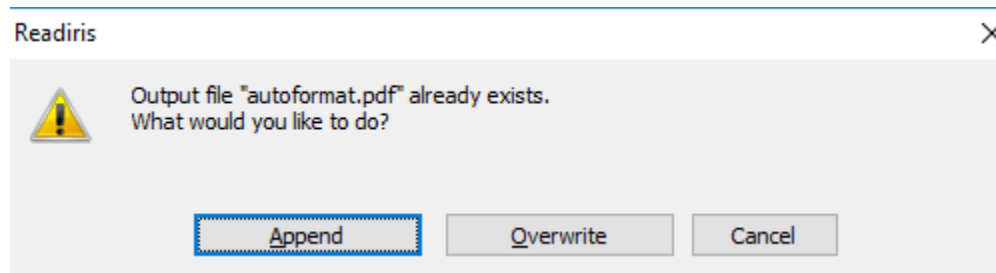 Readiris
Output file "autoformat.pdf" already exists.
What would you like to do?
Append
Overwrite
Cancel